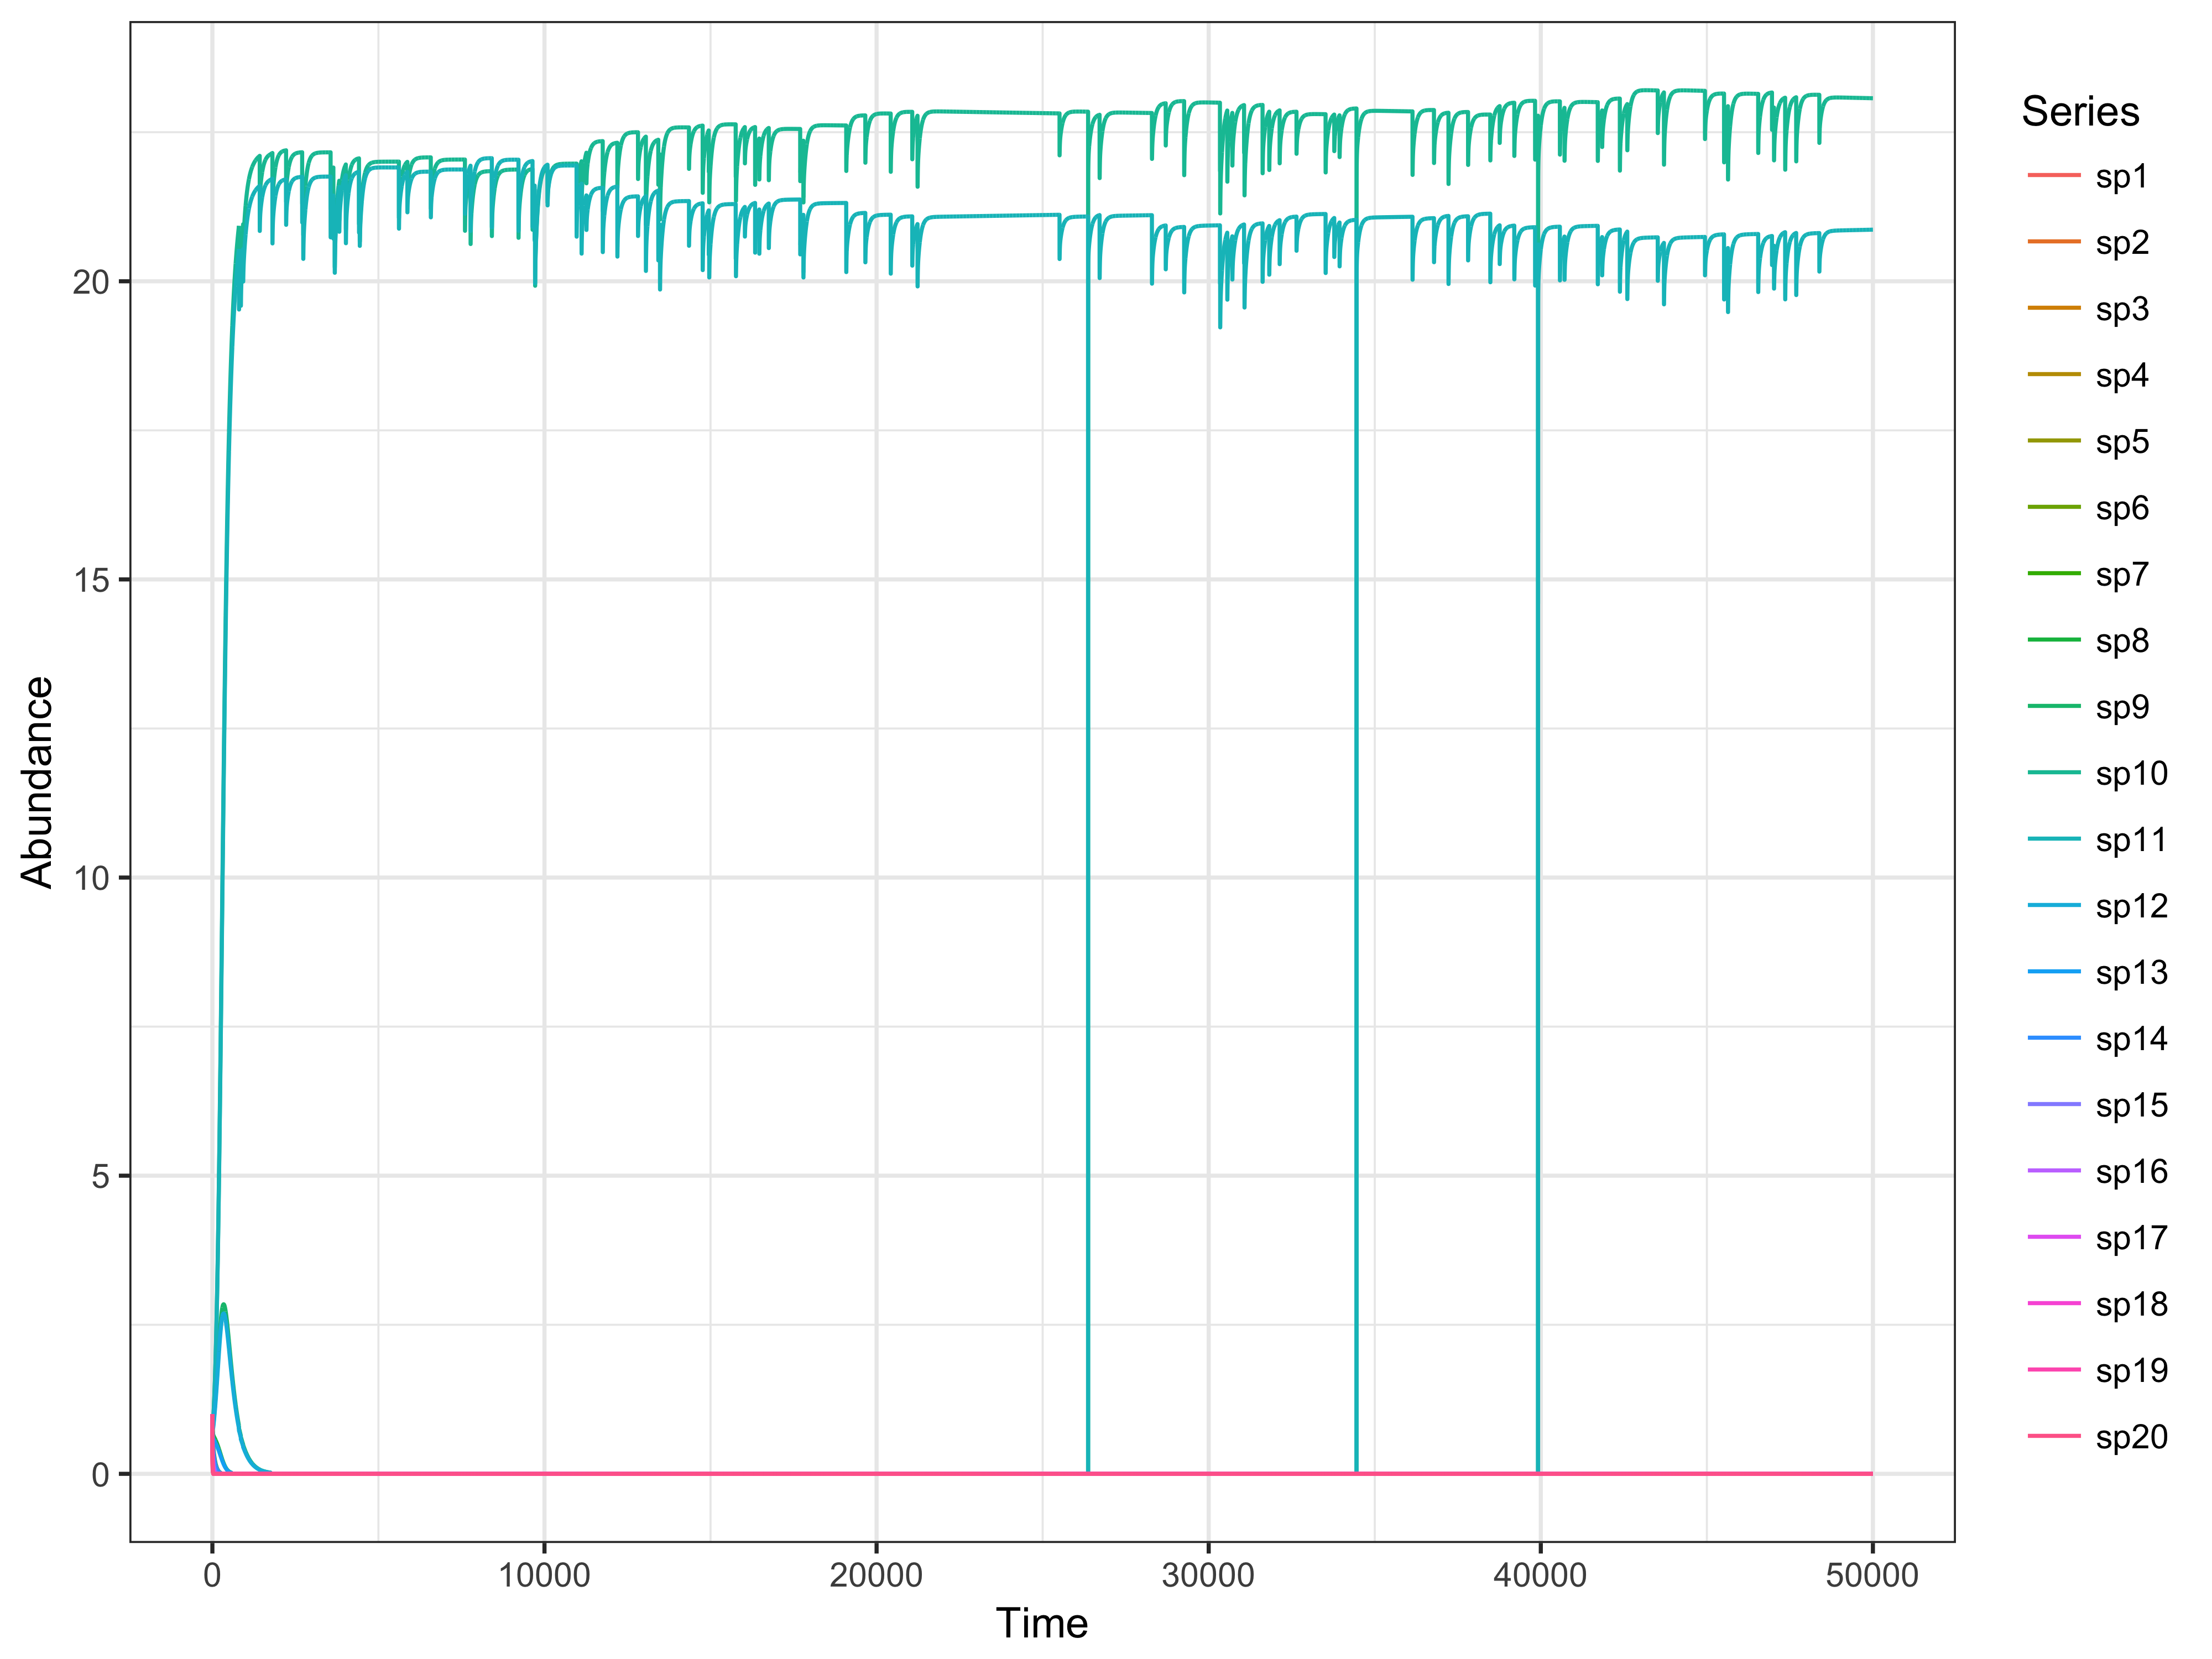 Abundance
20
15
10
5
0
0 10000 20000 30000 40000 50000
Time
Series
sp1
sp2
sp3
sp4
sp5
sp6
sp7
sp8
sp9
sp10
sp11
sp12
sp13
sp14
sp15
sp16
sp17
sp18
sp19
sp20